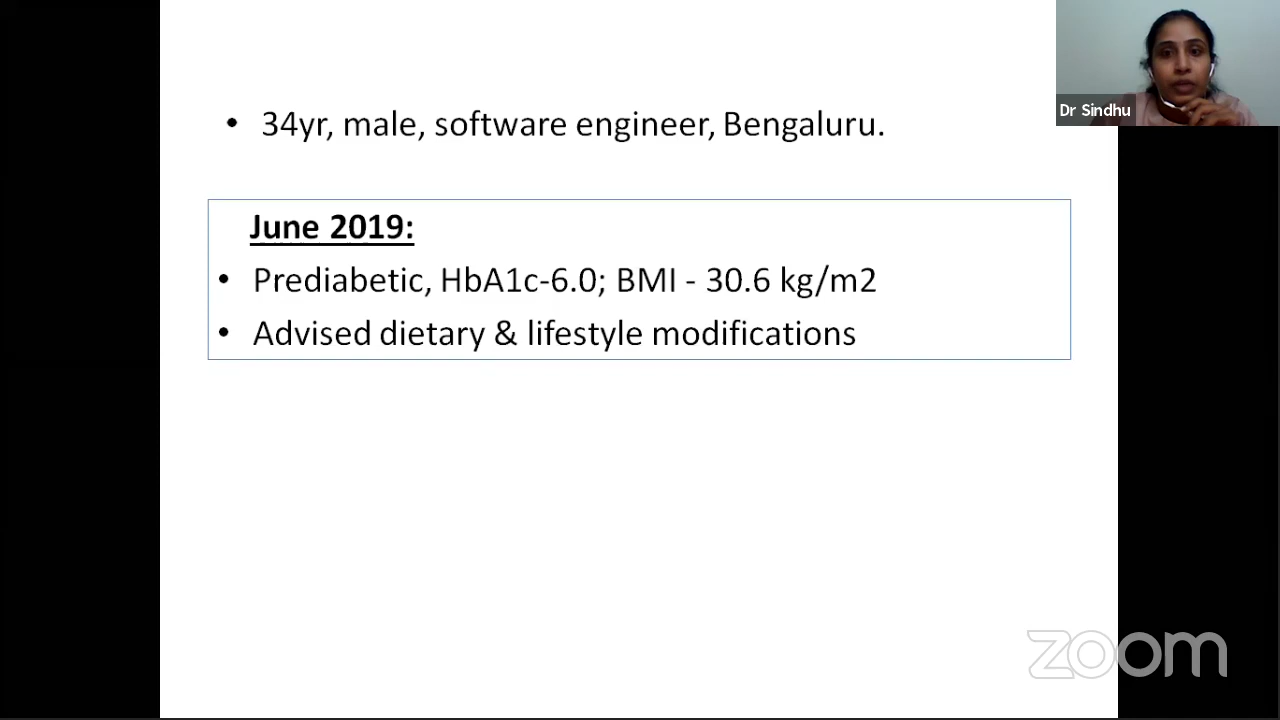 Dr Sindhu
• 34yr, male, software engineer, Bengaluru.
June 2019:
• Prediabetic, HbA1c-6.0; BMI - 30.6 kg/m2
• Advised dietary & lifestyle modifications
zoom